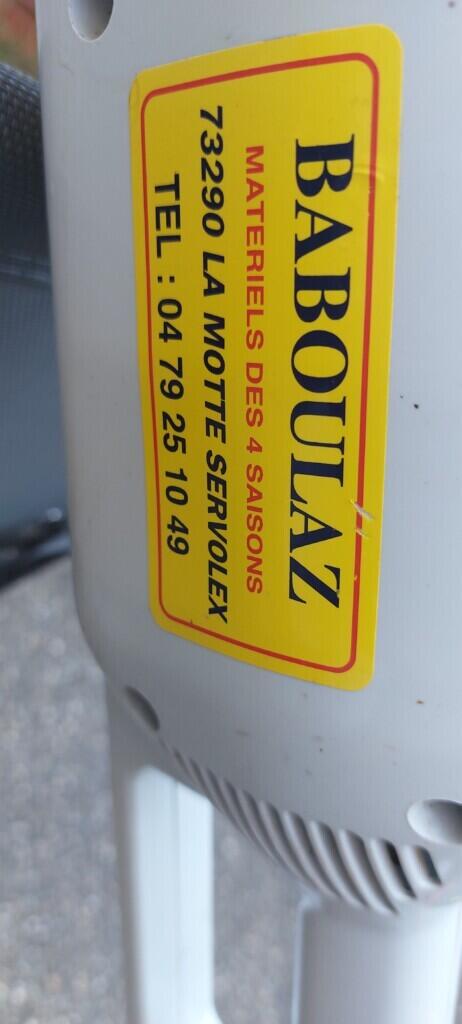 BABOULAZ
MATERIELS DES 4 SAISONS
73290 LA MOTTE SERVOLEX
TEL : 04 79 25 10 49